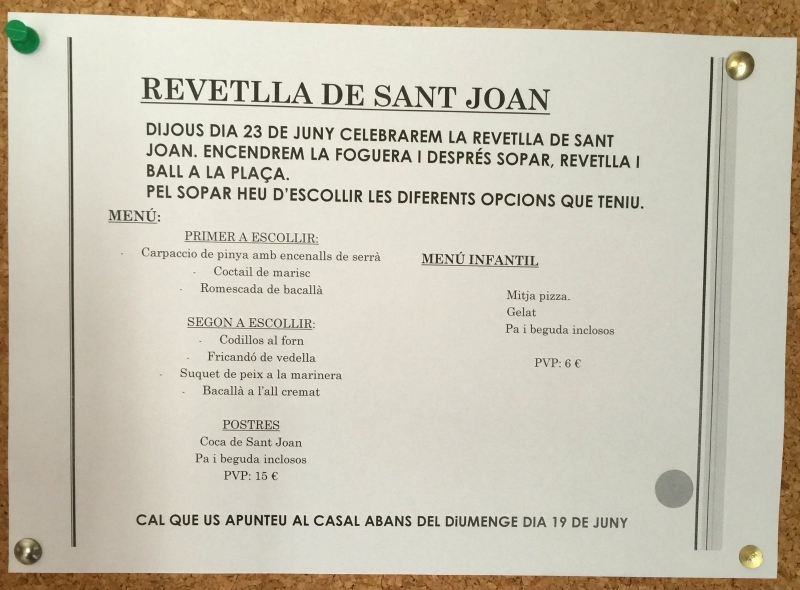 REVETLLA DE SANT JOAN
DIJOUS DIA 23 DE JUNY CELEBRAREM LA REVETLLA DE SANT
JOAN. ENCENDREM LA FOGUERA I DESPRÉS SOPAR, REVETLLA I
BALL A LA PLAÇA.
PEL SOPAR HEU D'ESCOLLIR LES DIFERENTS OPCIONS QUE TENIU.
MENÚ:
PRIMER A ESCOLLIR:
- Carpaccio de pinya amb encenalls de serrà
- Coctail de marisc
- Romescada de bacallà
SEGON A ESCOLLIR:
- Codillos al forn
- Fricandó de vedella
- Suquet de peix a la marinera
- Bacallà a l'all cremat
POSTRES
Coca de Sant Joan
Pa i beguda inclosos
PVP: 15 €
MENÚ INFANTIL
Mitja pizza.
Gelat
Pa i beguda inclosos
PVP: 6 €
CAL QUE US APUNTEU AL CASAL ABANS DEL DiUMENGE DIA 19 DE JUNY